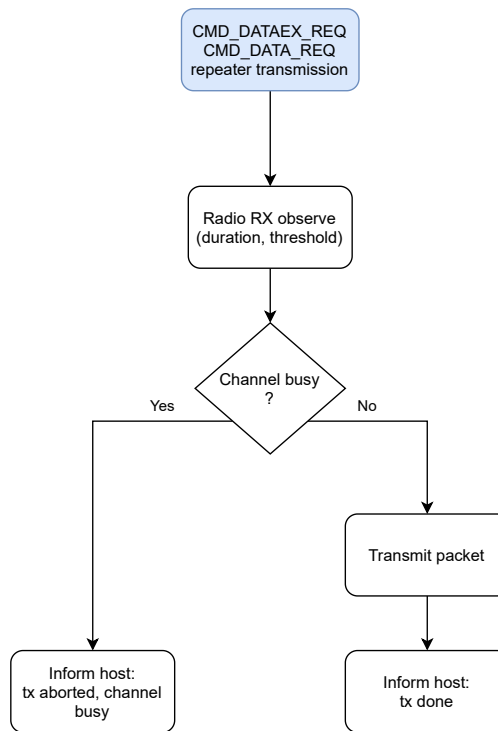 CMD_DATAEX_REQ
CMD_DATA_REQ
repeater transmission
Radio RX observe
(duration, threshold)
Channel busy
?
Yes
No
Transmit packet
Inform host:
tx aborted, channel
busy
Inform host:
tx done